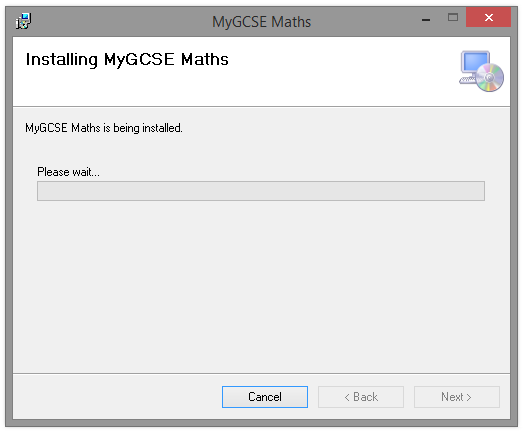 MyGCSE Maths
Installing MyGCSE Maths
MyGCSE Maths is being installed.
Please wait...
Cancel
< Back
Next >